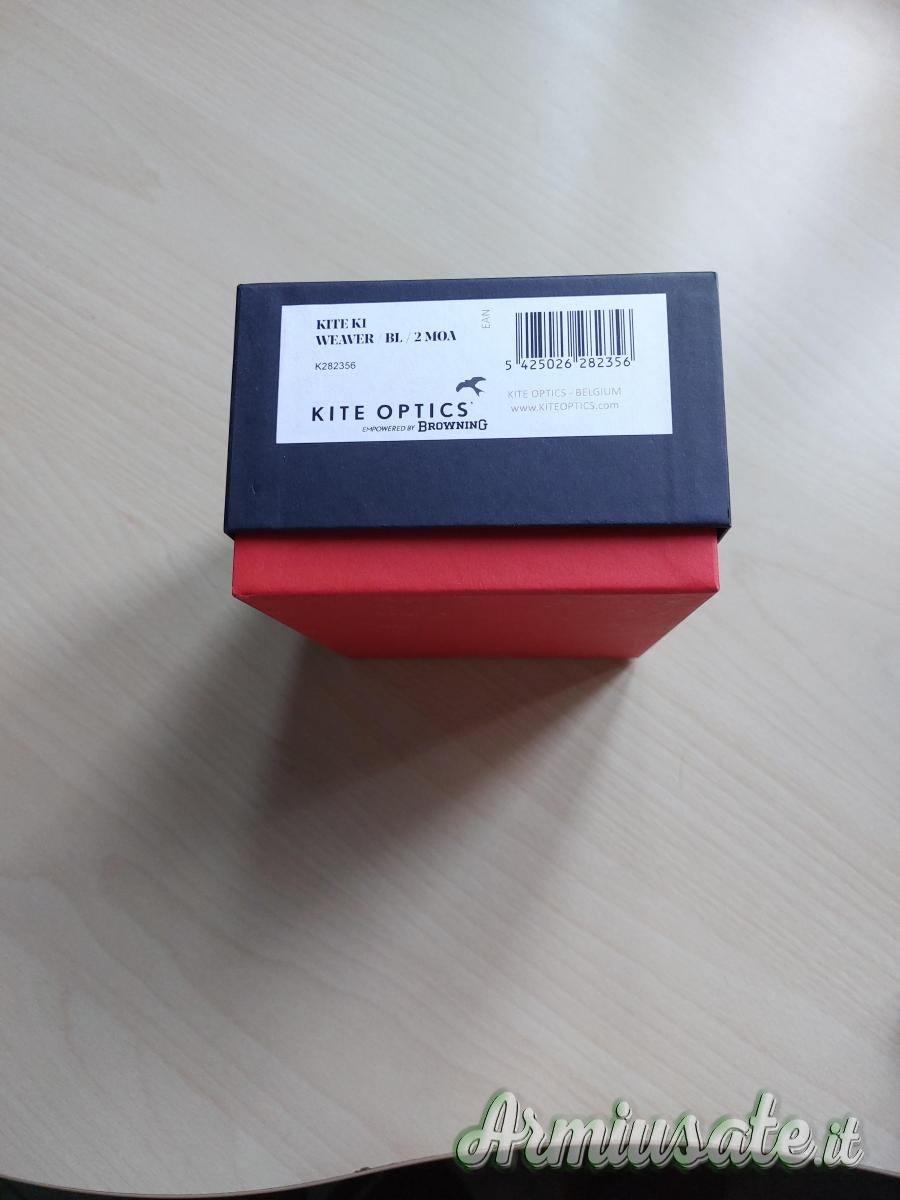 KITE K1
WEAVER / BL / 2 MOA
K282356
EAN
5 425026 282356
KITE OPTICS
EMPOWERED BY BROWNING
KITE OPTICS - BELGIUM
www.KITEOPTICS.com
Armiusate.it